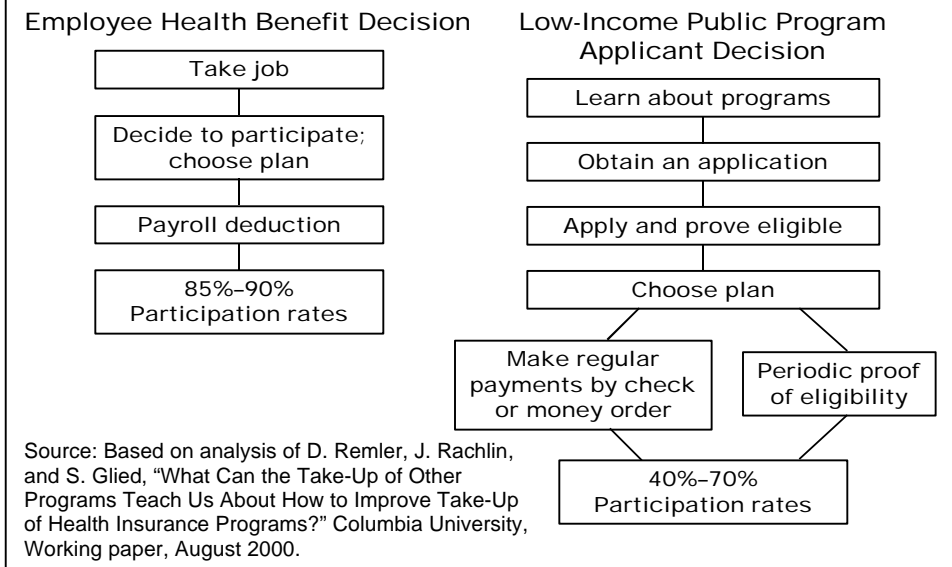 Employee Health Benefit Decision
Take job
Decide to participate;
choose plan
Payroll deduction
85%–90%
Participation rates
Low-Income Public Program
Applicant Decision
Learn about programs
Obtain an application
Apply and prove eligible
Choose plan
Make regular
payments by check
or money order
Periodic proof
of eligibility
40%–70%
Participation rates
Source: Based on analysis of D. Remler, J. Rachlin,
and S. Glied, “What Can the Take-Up of Other
Programs Teach Us About How to Improve Take-Up
of Health Insurance Programs?” Columbia University,
Working paper, August 2000.